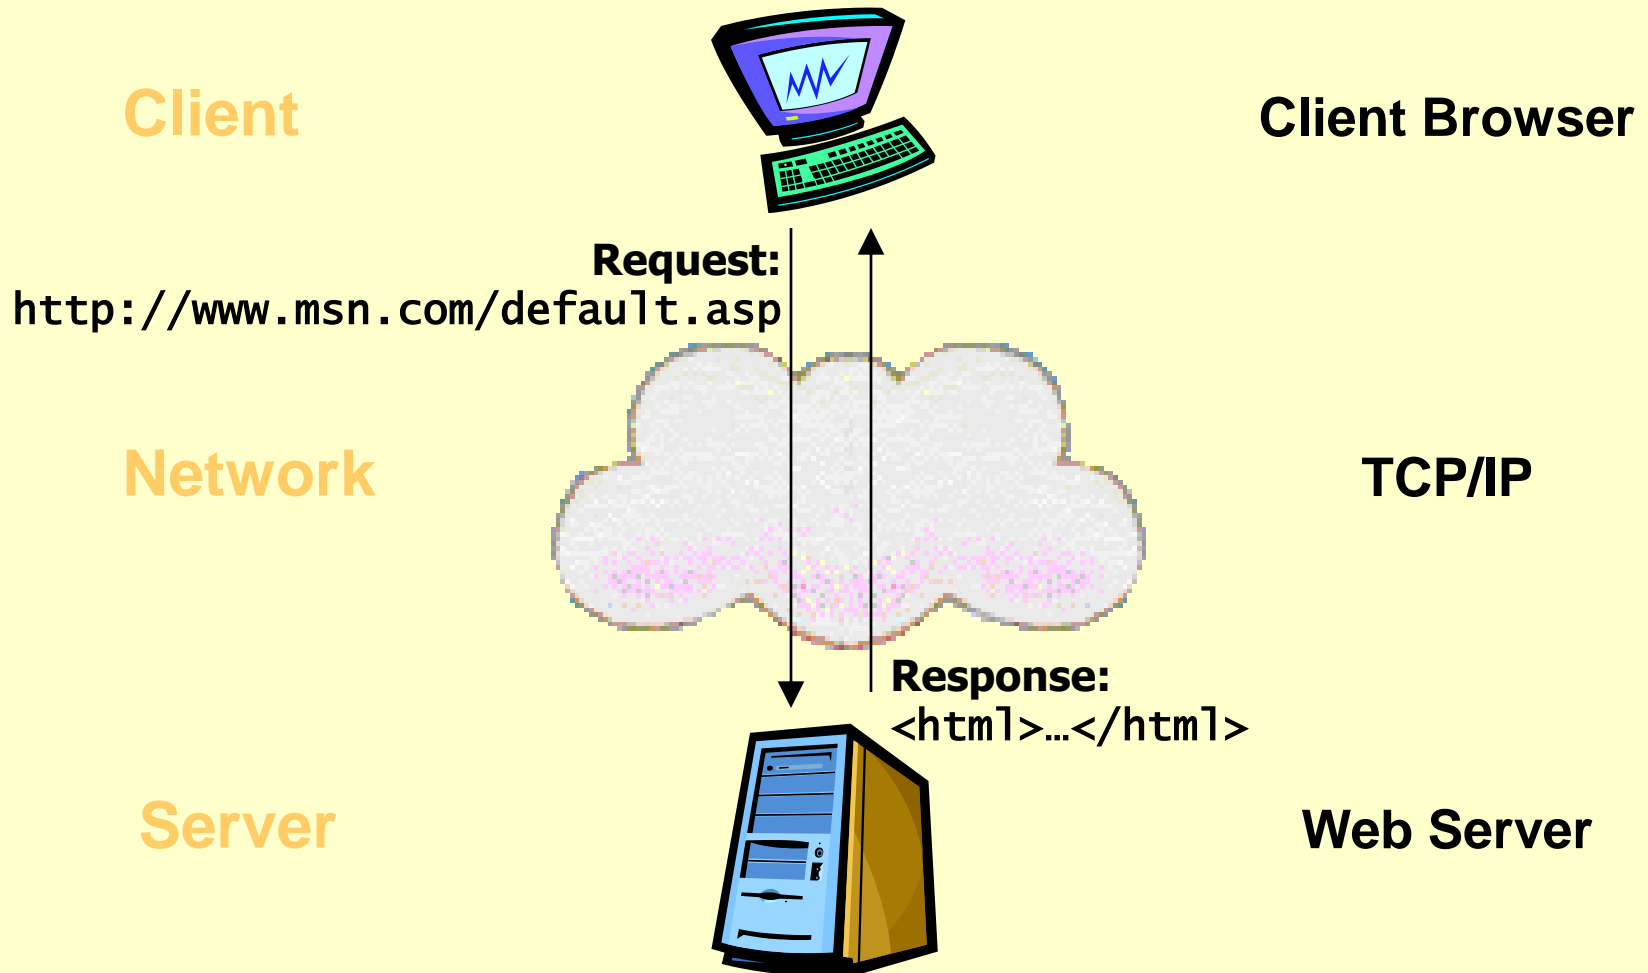 Client
Client Browser
Request:
http://www.msn.com/default.asp
Network
TCP/IP
Response:
<html>…</html>
Server
Web Server